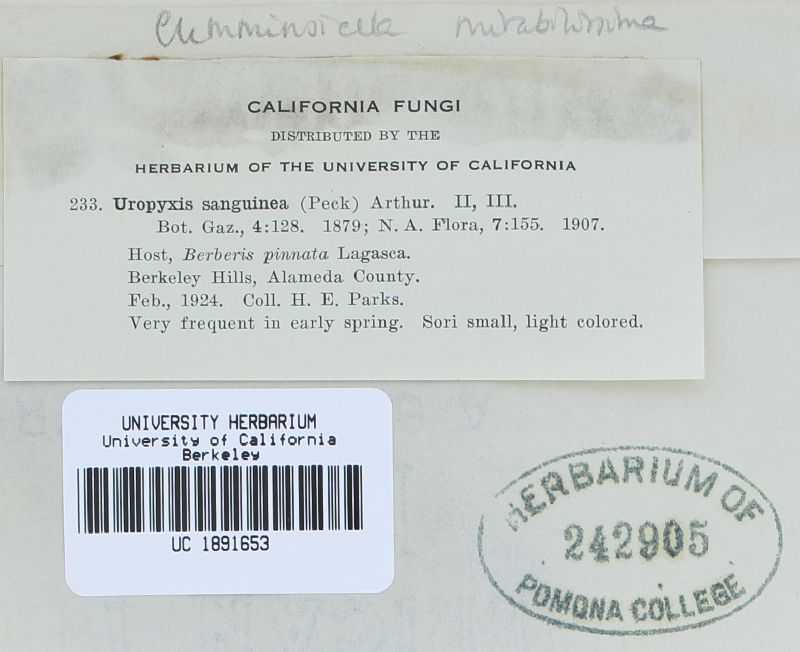 Cumminsiella mirabilissima
CALIFORNIA FUNGI
DISTRIBUTED BY THE
HERBARIUM OF THE UNIVERSITY OF CALIFORNIA
233. Uropyxis sanguinea (Peck) Arthur. II, III.
Bot. Gaz., 4:128. 1879; N. A. Flora, 7:155. 1907.
Host, Berberis pinnata Lagasca.
Berkeley Hills, Alameda County.
Feb., 1924. Coll. H. E. Parks.
Very frequent in early spring. Sori small, light colored.
UNIVERSITY HERBARIUM
University of California
Berkeley
UC 1891653
HERBARIUM OF
242905
POMONA COLLEGE